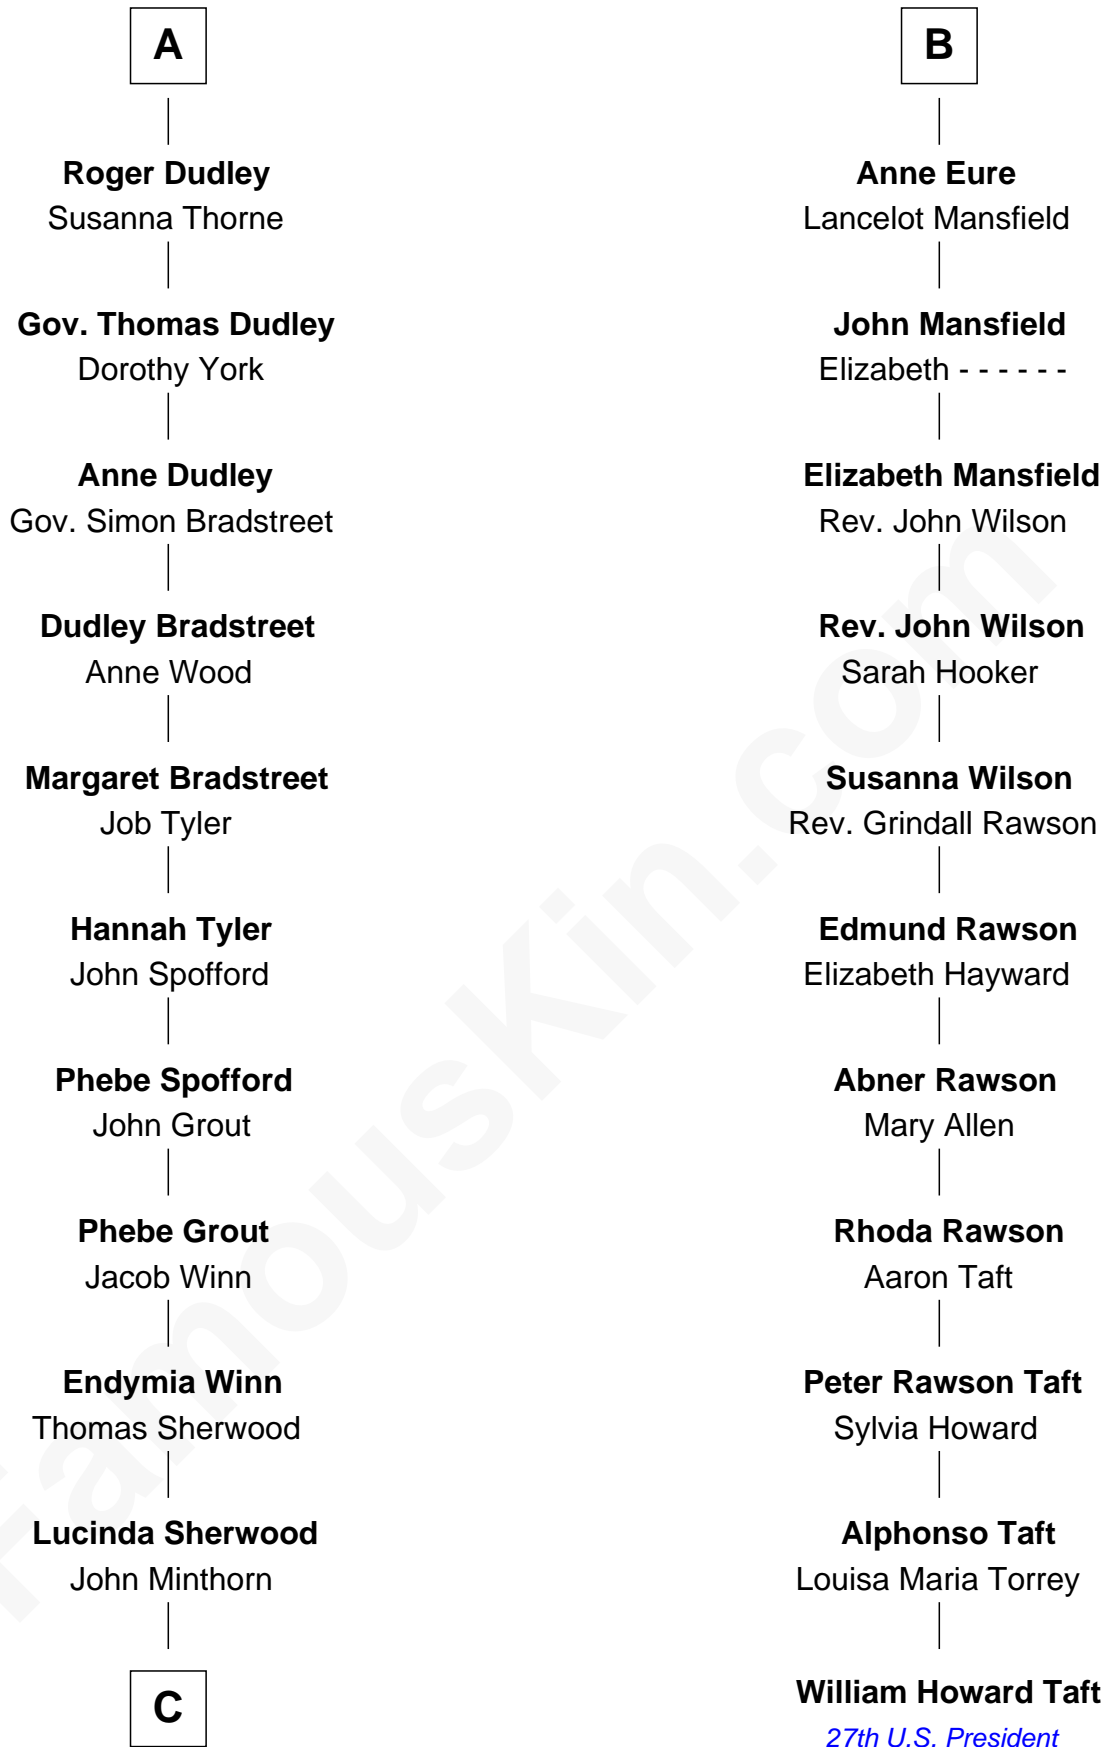 A
Roger Dudley
Susanna Thorne
Gov. Thomas Dudley
Dorothy York
Anne Dudley
Gov. Simon Bradstreet
Dudley Bradstreet
Anne Wood
Margaret Bradstreet
Job Tyler
Hannah Tyler
John Spofford
Phebe Spofford
John Grout
Phebe Grout
Jacob Winn
Endymia Winn
Thomas Sherwood
Lucinda Sherwood
John Minthorn
C
B
Anne Eure
Lancelot Mansfield
John Mansfield
Elizabeth - - - - - -
Elizabeth Mansfield
Rev. John Wilson
Rev. John Wilson
Sarah Hooker
Susanna Wilson
Rev. Grindall Rawson
Edmund Rawson
Elizabeth Hayward
Abner Rawson
Mary Allen
Rhoda Rawson
Aaron Taft
Peter Rawson Taft
Sylvia Howard
Alphonso Taft
Louisa Maria Torrey
William Howard Taft
27th U.S. President
FamousKin.com